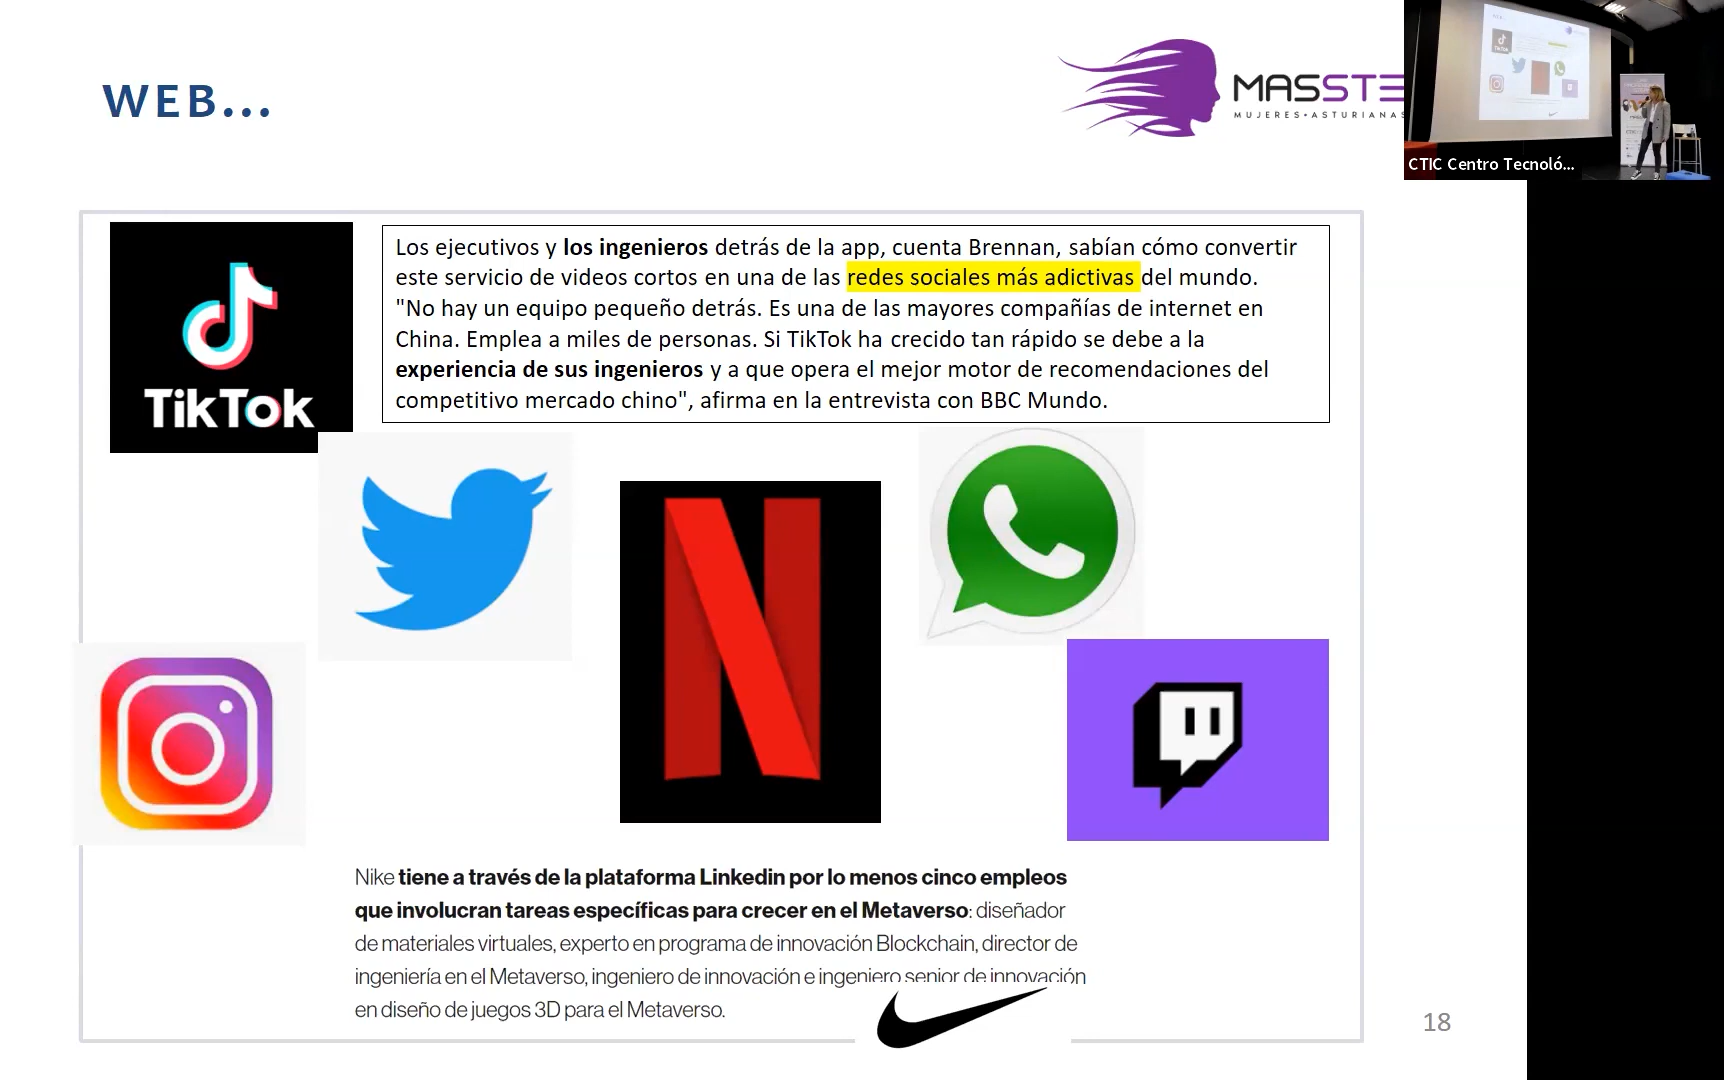 WEB...
MASSTE
MUJERES•ASTURIANAS
CTIC Centro Tecnoló...
TikTok
Los ejecutivos y los ingenieros detrás de la app, cuenta Brennan, sabían cómo convertir
este servicio de videos cortos en una de las redes sociales más adictivas del mundo.
"No hay un equipo pequeño detrás. Es una de las mayores compañías de internet en
China. Emplea a miles de personas. Si TikTok ha crecido tan rápido se debe a la
experiencia de sus ingenieros y a que opera el mejor motor de recomendaciones del
competitivo mercado chino", afirma en la entrevista con BBC Mundo.
Nike tiene a través de la plataforma Linkedin por lo menos cinco empleos
que involucran tareas específicas para crecer en el Metaverso: diseñador
de materiales virtuales, experto en programa de innovación Blockchain, director de
ingeniería en el Metaverso, ingeniero de innovación e ingeniero senior de innovación
en diseño de juegos 3D para el Metaverso.
18